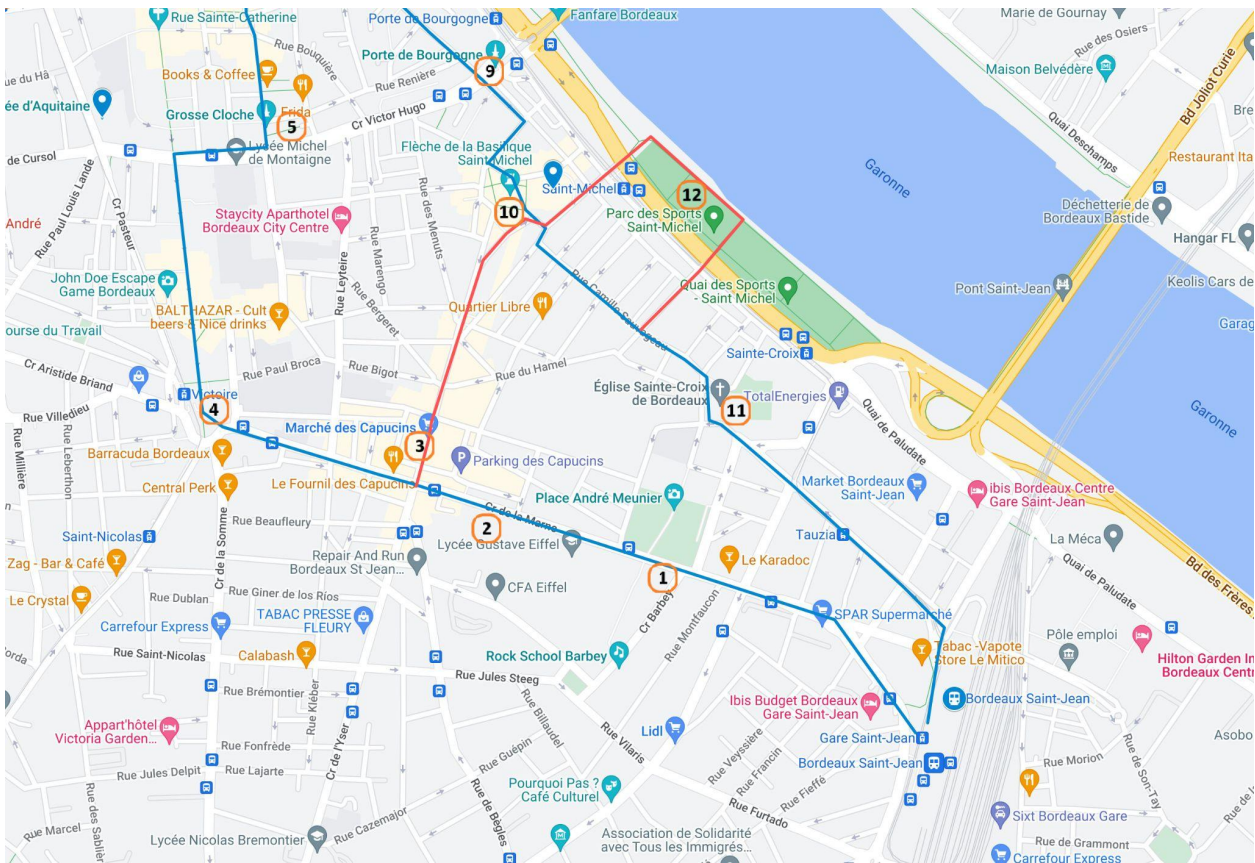 Rue Sainte-Catherine
Porte de Bourgogne
Fanfare Bordeaux
Marie de Gournay
Rue des Osiers
Rue Bouquière
Porte de Bourgogne
9
Maison Belvédère
Bd Joliot Curie
Rue du Hâ
Books & Coffee
Rue Renière
Quai Deschamps
Bre
ée d'Aquitaine
Grosse Cloche
Frida
5
Cr Victor Hugo
Restaurant Ita
de Cursol
Lycée Michel
de Montaigne
Flèche de la Basilique
Saint-Michel
Garonne
Saint-Michel
12
Rue Paul Louis Lande
Cr Pasteur
André
Staycity Aparthotel
Bordeaux City Centre
Rue des Menuts
10
Parc des Sports
Saint-Michel
Déchetterie de
Bordeaux Bastide
Hangar FL
Rue Leyteire
Rue Marengo
John Doe Escape
Game Bordeaux
Quai des Sports
- Saint Michel
Pont Saint-Jean
Keolis Cars de
Rue Bergeret
Quartier Libre
Rue Camille Sauvageau
BALTHAZAR - Cult
beers & Nice drinks
Garag
ourse du Travail
Rue Paul Broca
Rue Bigot
Rue du Hamel
Sainte-Croix
Cr Aristide Briand
Victoire
4
Église Sainte-Croix
de Bordeaux
11
TotalEnergies
Garonne
Rue Villedieu
Rue Millière
Rue Leberthon
Marché des Capucins
3
Quai de Paludate
Barracuda Bordeaux
Parking des Capucins
Central Perk
Le Fournil des Capucins
Market Bordeaux
Saint-Jean
ibis Bordeaux Centre
Gare Saint-Jean
Place André Meunier
Rue Beaufleury
Cr de la Marne
2
Saint-Nicolas
Cr de la Somme
Lycée Gustave Eiffel
Tauzia
La Méca
Zag - Bar & Café
Repair And Run
Bordeaux St Jean...
Le Karadoc
Quai de Paludate
Bd des Frères
1
Rue Giner de los Ríos
CFA Eiffel
Rue Dublan
Le Crystal
Carrefour Express
TABAC PRESSE
FLEURY
Cr Barbey
Rue Montfaucon
SPAR Supermarché
Pôle emploi
Rue Saint-Nicolas
Calabash
Rock School Barbey
Tabac -Vapote
Store Le Mitico
Hilton Garden In
Bordeaux Centr
Rue Jules Steeg
Rue Brémontier
Rue Kléber
Ibis Budget Bordeaux
Gare Saint-Jean
Bordeaux Saint-Jean
Appart'hôtel
Victoria Garden...
Rue Billaudel
Lidl
Gare Saint-Jean
Asobo
Cr de l'Yser
Rue Fonfrède
Rue Guépin
Rue Vilaris
Rue Veyssière
Rue Francin
Rue Fieffé
Bordeaux Saint-Jean
Rue Morion
Rue de Son-Tay
Rue Jules Delpit
Rue Lajarte
Pourquoi Pas ?
Café Culturel
Rue Furtado
Sixt Bordeaux Gare
Rue de Bègles
Rue des Sablières
Rue Marcel
Lycée Nicolas Bremontier
Rue Cazemajor
Association de Solidarité
avec Tous les Immigrés...
Rue de Grammont
Carrefour Express